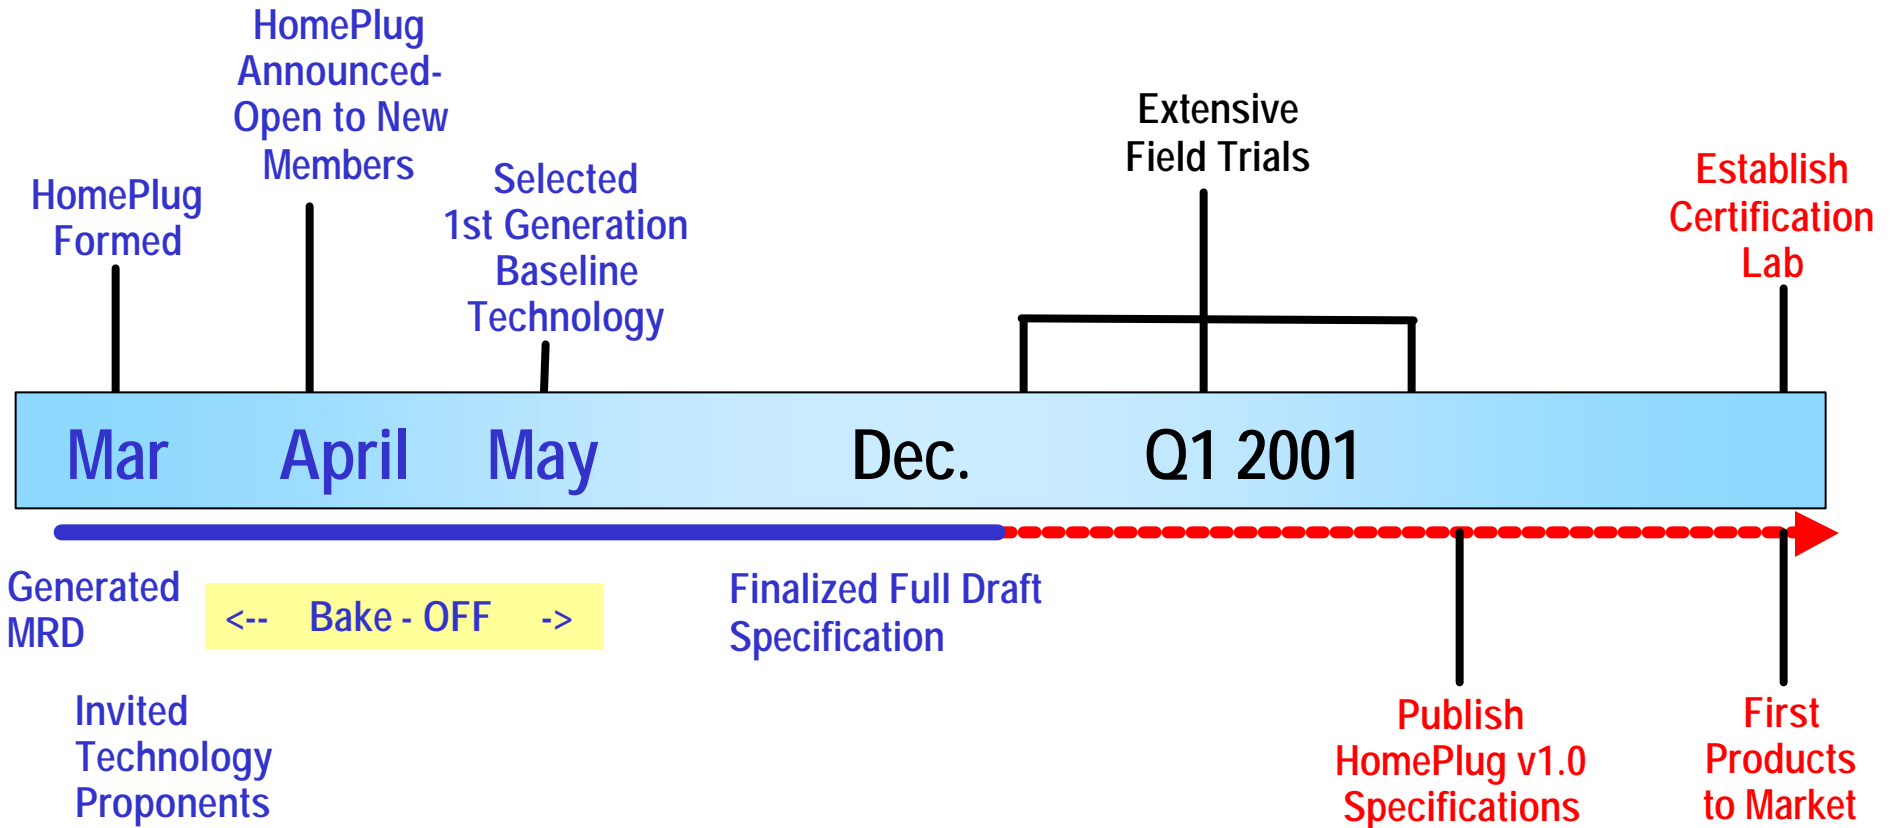 HomePlug
Formed
HomePlug
Announced-
Open to New
Members
Selected
1st Generation
Baseline
Technology
Extensive
Field Trials
Establish
Certification
Lab
Mar April May Dec. Q1 2001
Generated
MRD
<-- Bake - OFF ->
Invited
Technology
Proponents
Finalized Full Draft
Specification
Publish
HomePlug v1.0
Specifications
First
Products
to Market